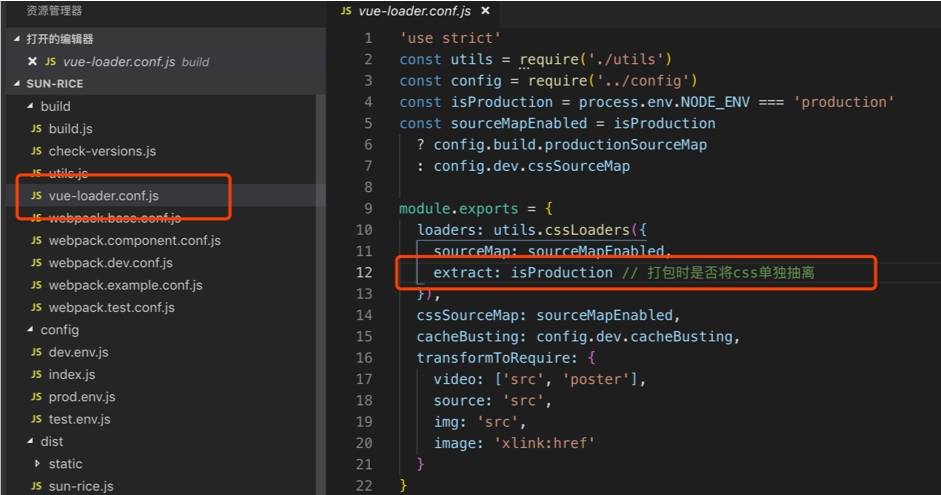 资源管理器
打开的编辑器
JS vue-loader.conf.js build
SUN-RICE
build
JS build.js
JS check-versions.js
JS utils.js
JS vue-loader.conf.js
JS webpack.base.conf.js
JS webpack.component.conf.js
JS webpack.dev.conf.js
JS webpack.example.conf.js
JS webpack.test.conf.js
config
JS dev.env.js
JS index.js
JS prod.env.js
JS test.env.js
dist
static
JS sun-rice.js
JS vue-loader.conf.js
1 'use strict'
2 const utils = require('./utils')
3 const config = require('../config')
4 const isProduction = process.env.NODE_ENV === 'production'
5 const sourceMapEnabled = isProduction
6 ? config.build.productionSourceMap
7 : config.dev.cssSourceMap
8
9 module.exports = {
10 loaders: utils.cssLoaders({
11 sourceMap: sourceMapEnabled,
12 extract: isProduction // 打包时是否将css单独抽离
13 }),
14 cssSourceMap: sourceMapEnabled,
15 cacheBusting: config.dev.cacheBusting,
16 transformToRequire: {
17 video: ['src', 'poster'],
18 source: 'src',
19 img: 'src',
20 image: 'xlink:href'
21 }
22 }